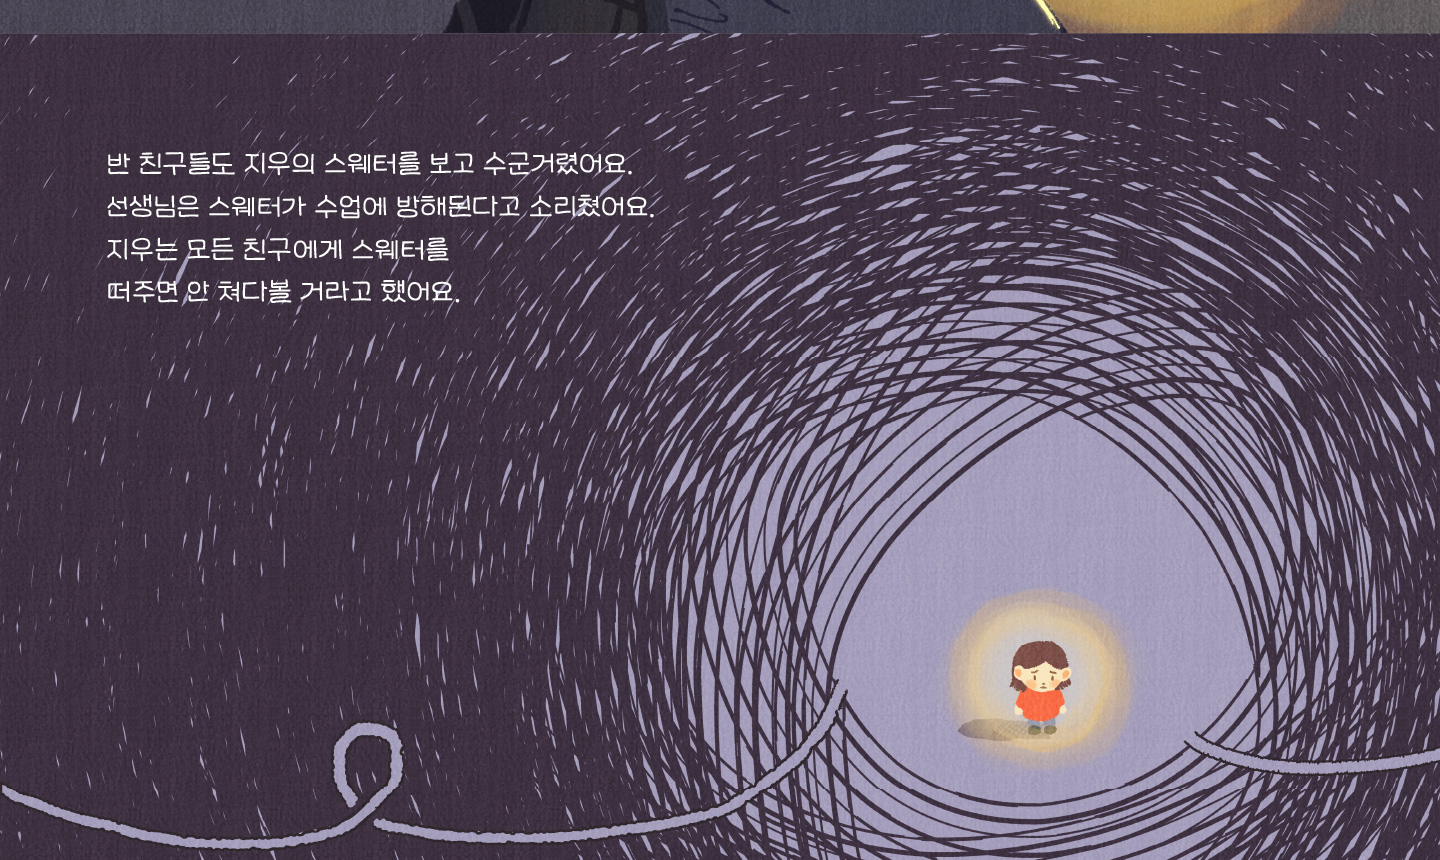 반 친구들도 지우의 스웨터를 보고 수군거렸어요.
선생님은 스웨터가 수업에 방해된다고 소리쳤어요.
지우는 모든 친구에게 스웨터를
떠주면 안 쳐다볼 거라고 했어요.